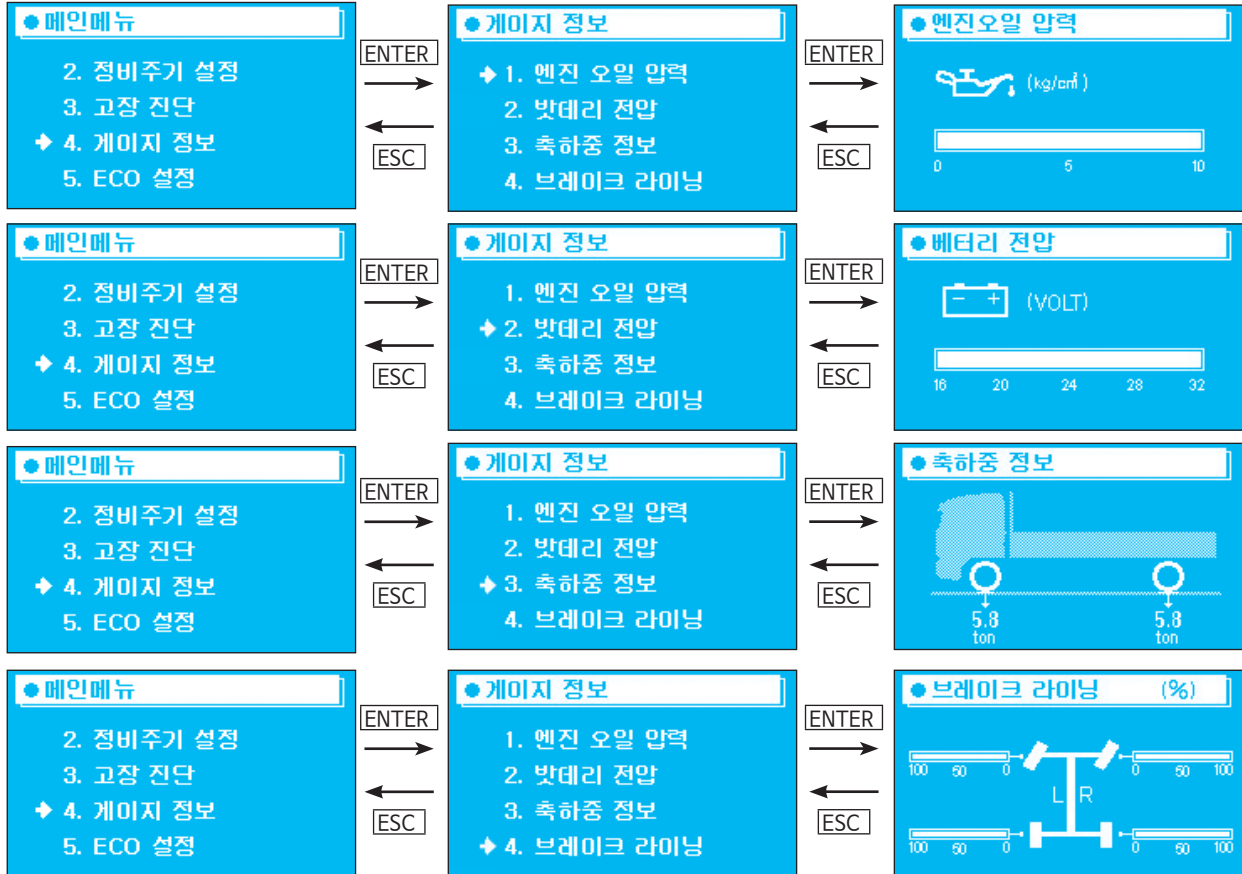 ●메인메뉴
2. 정비주기 설정
3. 고장 진단
4. 게이지 정보
5. ECO 설정
ENTER
ESC
●게이지 정보
1. 엔진 오일 압력
2. 밧데리 전압
3. 축하중 정보
4. 브레이크 라이닝
ENTER
ESC
●엔진오일 압력
(kg/㎠)
0 5 10
●메인메뉴
2. 정비주기 설정
3. 고장 진단
4. 게이지 정보
5. ECO 설정
ENTER
ESC
●게이지 정보
1. 엔진 오일 압력
2. 밧데리 전압
3. 축하중 정보
4. 브레이크 라이닝
ENTER
ESC
●베터리 전압
- + (VOLT)
16 20 24 28 32
●메인메뉴
2. 정비주기 설정
3. 고장 진단
4. 게이지 정보
5. ECO 설정
ENTER
ESC
●게이지 정보
1. 엔진 오일 압력
2. 밧데리 전압
3. 축하중 정보
4. 브레이크 라이닝
ENTER
ESC
●축하중 정보
5.8 5.8
ton ton
●메인메뉴
2. 정비주기 설정
3. 고장 진단
4. 게이지 정보
5. ECO 설정
ENTER
ESC
●게이지 정보
1. 엔진 오일 압력
2. 밧데리 전압
3. 축하중 정보
4. 브레이크 라이닝
ENTER
ESC
●브레이크 라이닝 (%)
100 50 0 0 50 100
L R
100 50 0 0 50 100